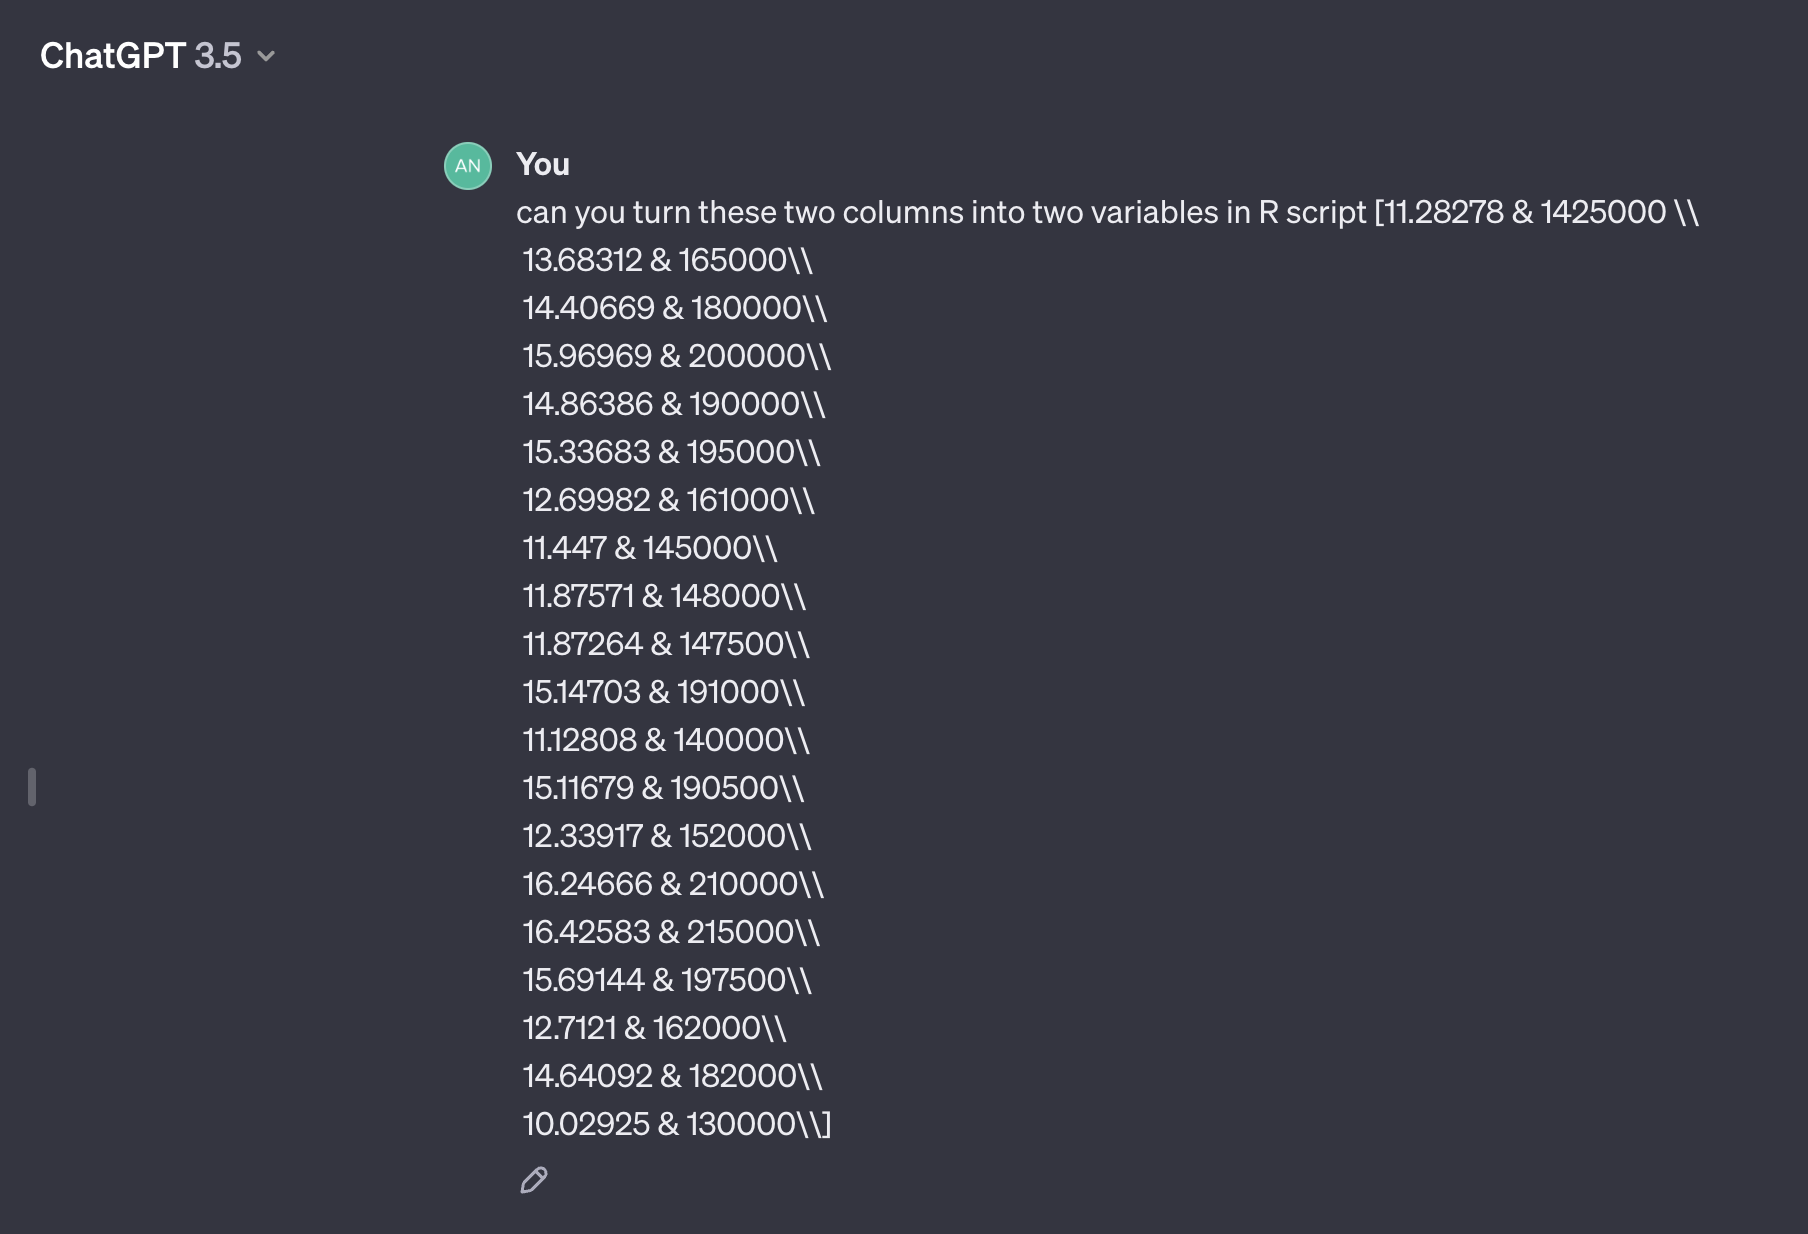 ChatGPT 3.5
AN
You
can you turn these two columns into two variables in R script [11.28278 & 1425000 \\
13.68312 & 165000\\
14.40669 & 180000\\
15.96969 & 200000\\
14.86386 & 190000\\
15.33683 & 195000\\
12.69982 & 161000\\
11.447 & 145000\\
11.87571 & 148000\\
11.87264 & 147500\\
15.14703 & 191000\\
11.12808 & 140000\\
15.11679 & 190500\\
12.33917 & 152000\\
16.24666 & 210000\\
16.42583 & 215000\\
15.69144 & 197500\\
12.7121 & 162000\\
14.64092 & 182000\\
10.02925 & 130000\\]